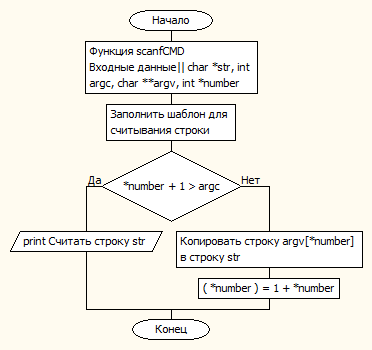 Начало
Функция scanfCMD
Входные данные|| char *str, int
argc, char **argv, int *number
Заполнить шаблон для
считывания строки
Да
*number + 1 > argc
Нет
print Считать строку str
Копировать строку argv[*number]
в строку str
( *number ) = 1 + *number
Конец